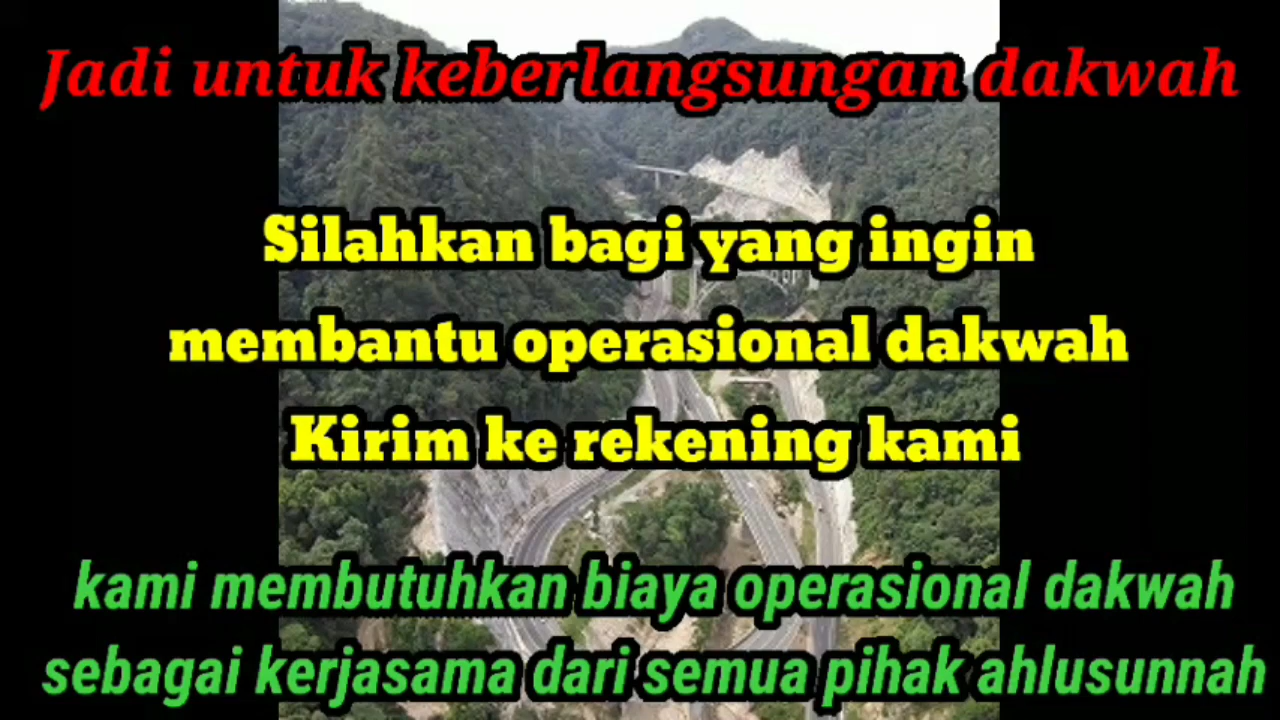 Jadi untuk keberlangsungan dakwah
Silahkan bagi yang ingin
membantu operasional dakwah
Kirim ke rekening kami
kami membutuhkan biaya operasional dakwah
sebagai kerjasama dari semua pihak ahlusunnah